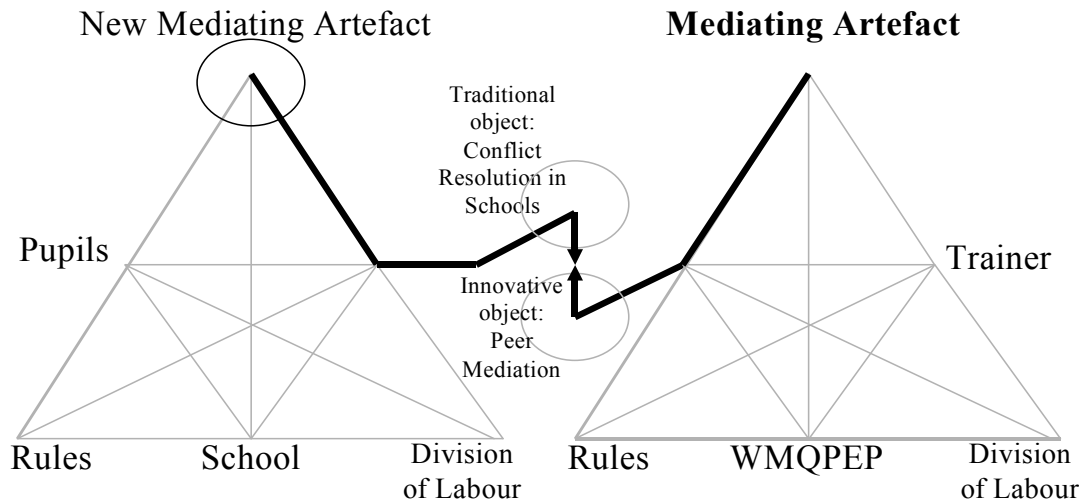 New Mediating Artefact
Mediating Artefact
Traditional
object:
Conflict
Resolution in
Schools
Pupils
Trainer
Innovative
object:
Peer
Mediation
Rules
School
Division
of Labour
Rules
WMQPEP
Division
of Labour